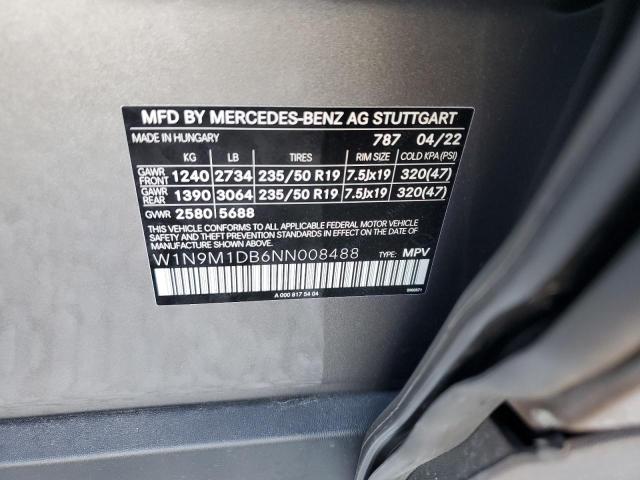 MFD BY MERCEDES-BENZ AG STUTTGART
MADE IN HUNGARY 787 04/22
KG LB TIRES RIM SIZE COLD KPA(PSI)
GAWR FRONT 1240 2734 235/50 R19 7.5Jx19 320(47)
GAWR REAR 1390 3064 235/50 R19 7.5Jx19 320(47)
GVWR 2580 5688
THIS VEHICLE CONFORMS TO ALL APPLICABLE FEDERAL MOTOR VEHICLE
SAFETY AND THEFT PREVENTION STANDARDS IN EFFECT ON THE DATE
OF MANUFACTURE SHOWN ABOVE.
W1N9M1DB6NN008488 TYPE: MPV
A 000 817 54 04